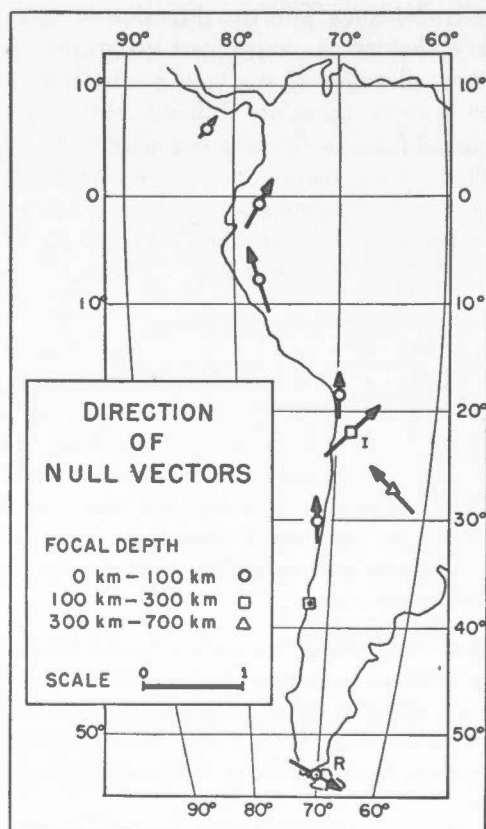 90° 80° 70° 60°
10° 10°
0 0
10° 10°
20°
30°
40°
50° 50°
90° 80° 70° 60°
I
R
DIRECTION
OF
NULL VECTORS
FOCAL DEPTH
0 km – 100 km
100 km – 300 km
300 km – 700 km
0 1
SCALE